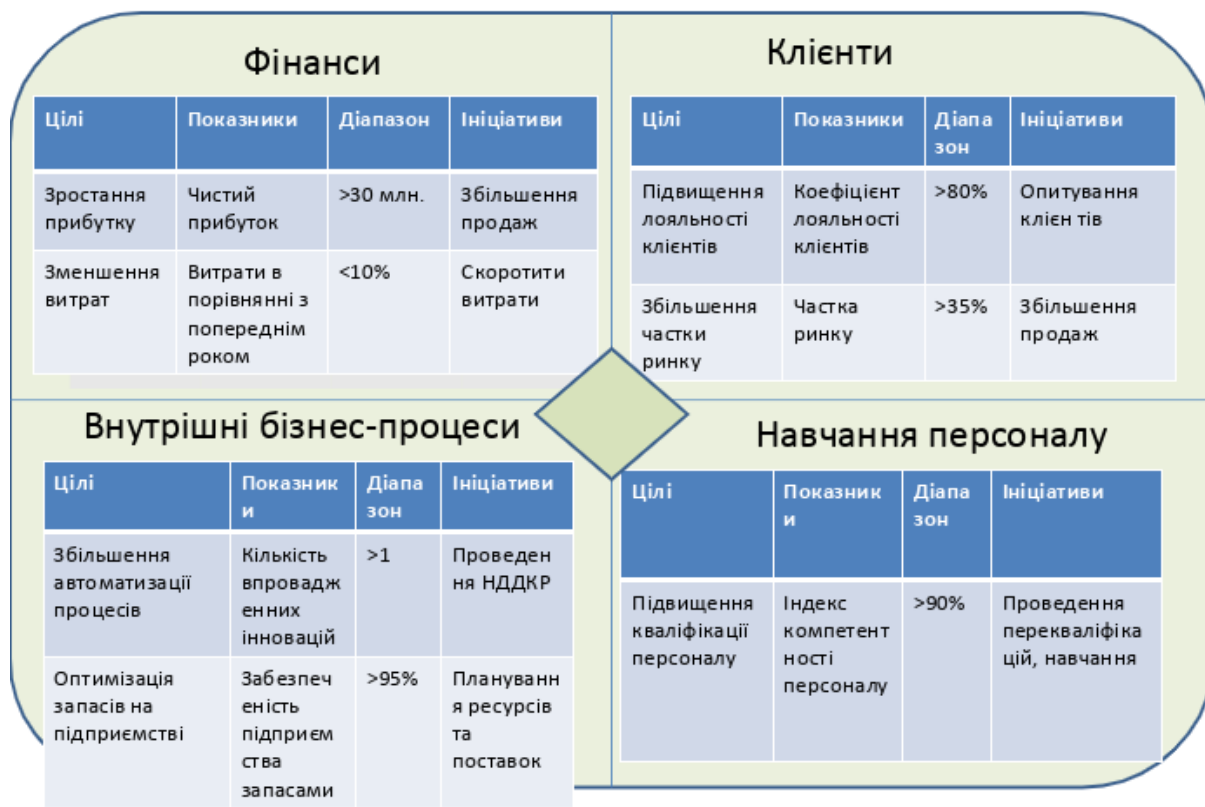 Фінанси
Цілі Показники Діапазон Ініціативи
Зростання прибутку
Чистий прибуток
>30 млн.
Збільшення продаж
Зменшення витрат
Витрати в порівнянні з попереднім роком
<10%
Скоротити витрати
Клієнти
Цілі Показники Діапа зон Ініціативи
Підвищення лояльності клієнтів
Коефіцієнт лояльності клієнтів
>80%
Опитування клієн тів
Збільшення частки ринку
Частка ринку
>35%
Збільшення продаж
Внутрішні бізнес-процеси
Цілі Показник и Діапа зон Ініціативи
Збільшення автоматизації процесів
Кількість впровадж енних інновацій
>1
Проведен ня НДДКР
Оптимізація запасів на підприємстві
Забезпеч еність підприєм ства запасами
>95%
Плануванн я ресурсів та поставок
Навчання персоналу
Цілі Показник и Діапа зон Ініціативи
Підвищення кваліфікації персоналу
Індекс компетент ності персоналу
>90%
Проведення перекваліфіка цій, навчання